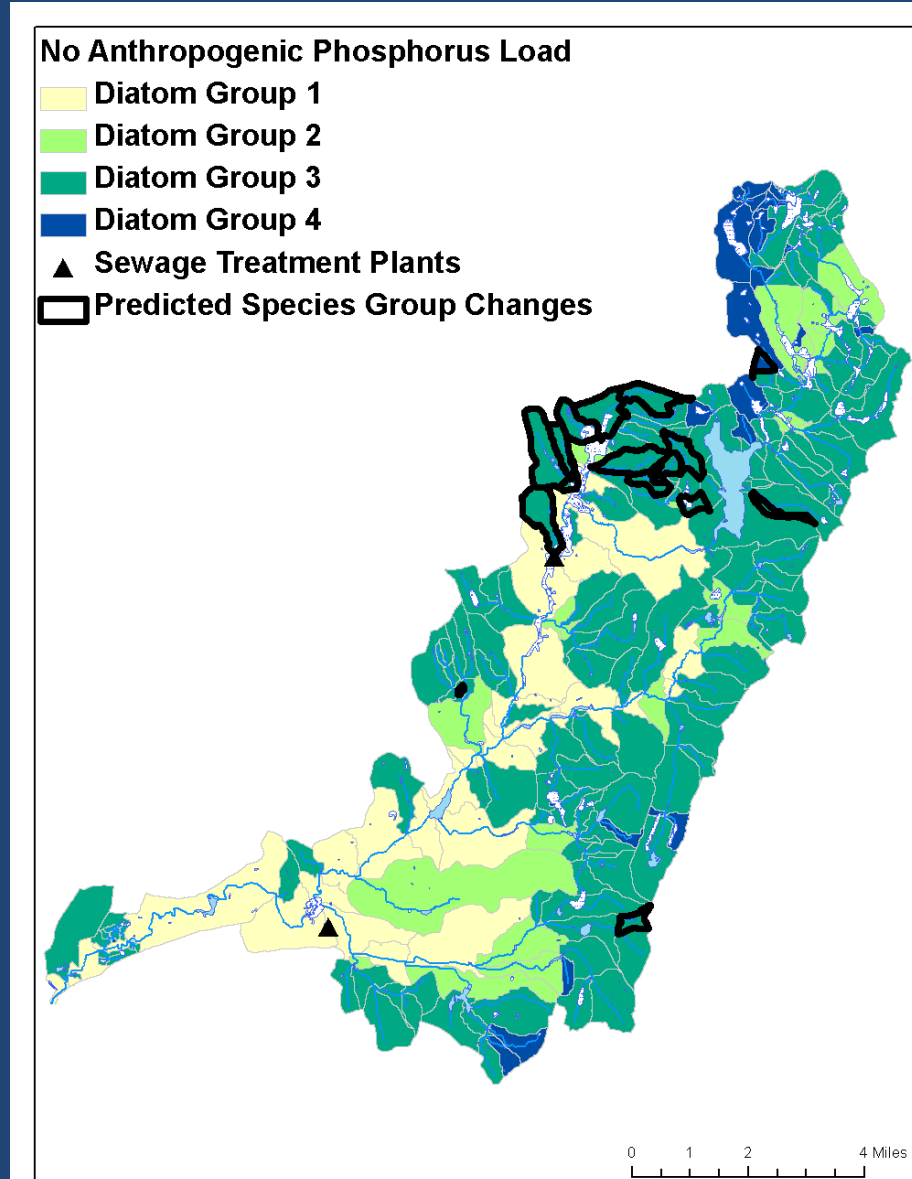 No Anthropogenic Phosphorus Load
Diatom Group 1
Diatom Group 2
Diatom Group 3
Diatom Group 4
Sewage Treatment Plants
Predicted Species Group Changes
0 1 2 4 Miles